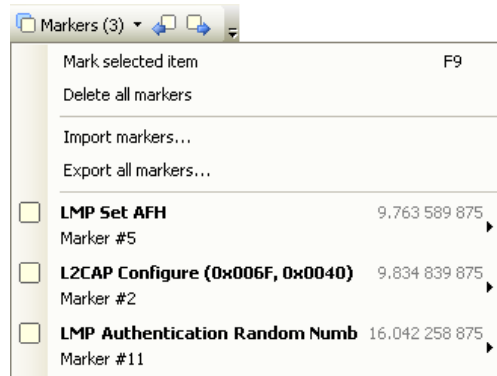 Markers (3)
Mark selected item F9
Delete all markers
Import markers...
Export all markers...
LMP Set AFH 9.763 589 875
Marker #5
L2CAP Configure (0x006F, 0x0040) 9.834 839 875
Marker #2
LMP Authentication Random Numb 16.042 258 875
Marker #11